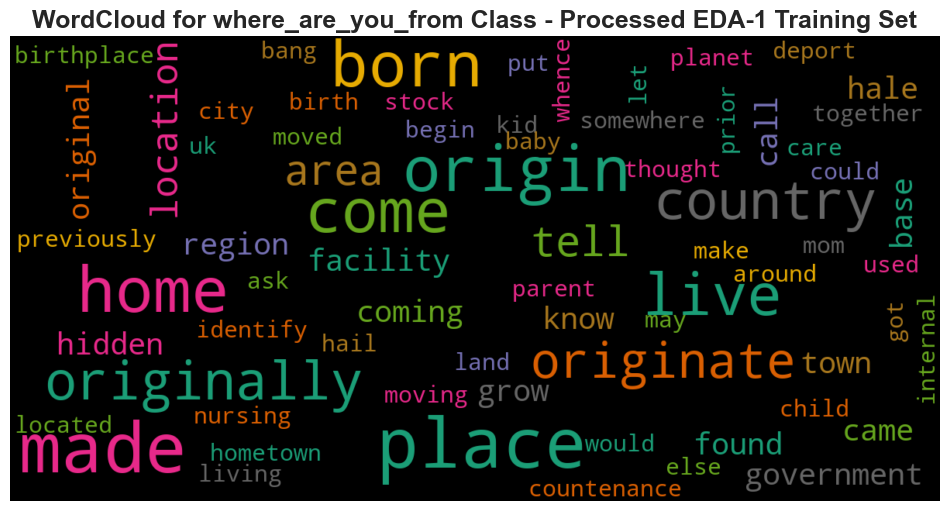 WordCloud for where_are_you_from Class - Processed EDA-1 Training Set
birthplace
bang
born
put
whence
let
planet
deport
original
location
city
birth
stock
hale
uk
moved
begin
kid
baby
somewhere
prior
call
together
care
area
origin
thought
could
come
country
base
previously
region
facility
tell
make
mom
used
home
ask
parent
live
around
coming
know
may
got
internal
hidden
identify
hail
land
originate
town
originally
moving
grow
child
located
nursing
made
hometown
living
place
would
found
came
else
government
countenance